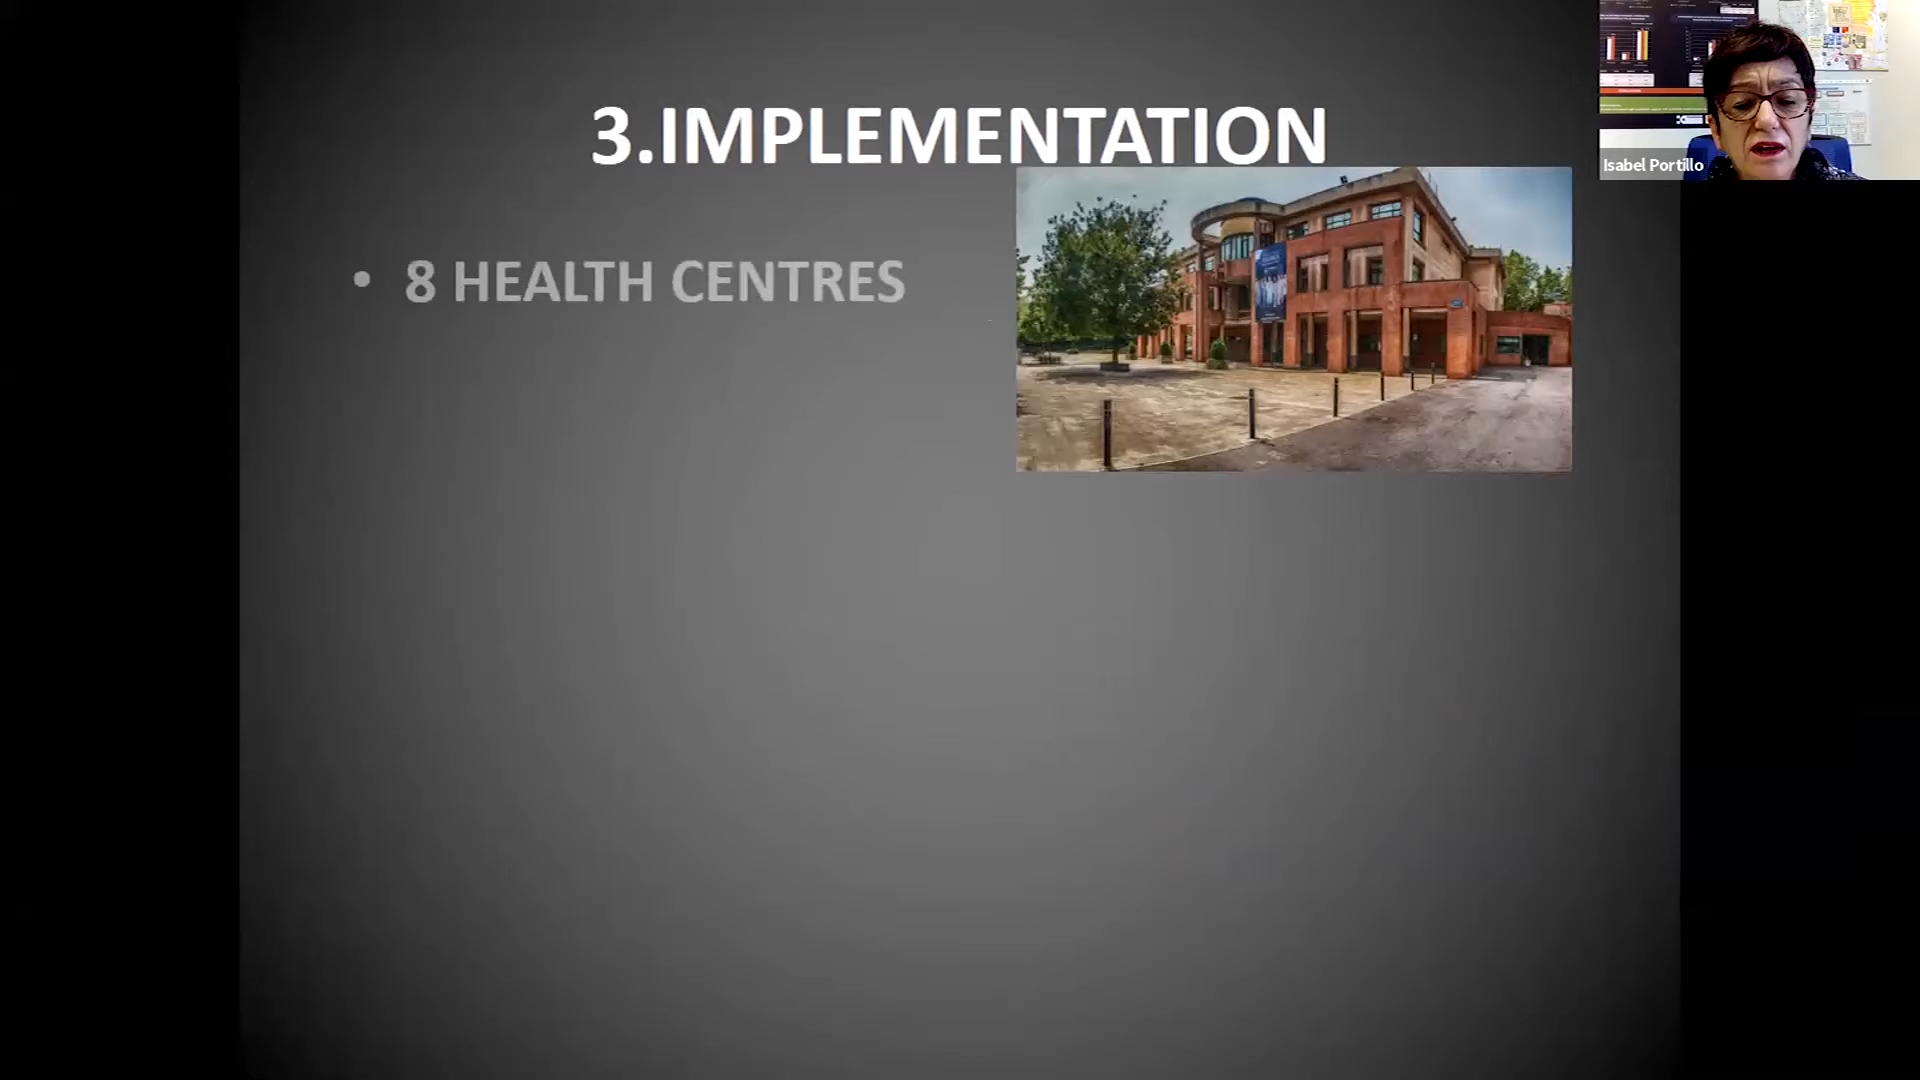 3.IMPLEMENTATION
• 8 HEALTH CENTRES
Isabel Portillo